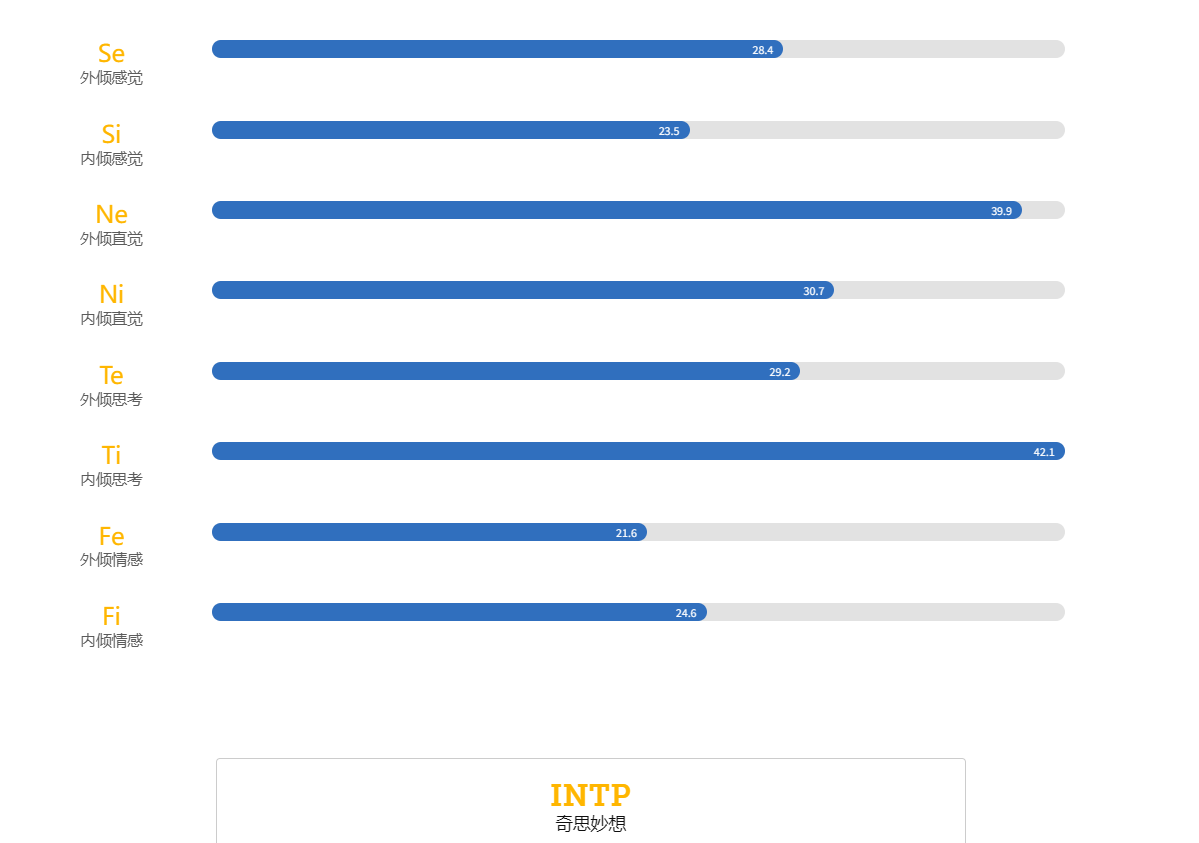 Se
外倾感觉
28.4
Si
内倾感觉
23.5
Ne
外倾直觉
39.9
Ni
内倾直觉
30.7
Te
外倾思考
29.2
Ti
内倾思考
42.1
Fe
外倾情感
21.6
Fi
内倾情感
24.6
INTP
奇思妙想